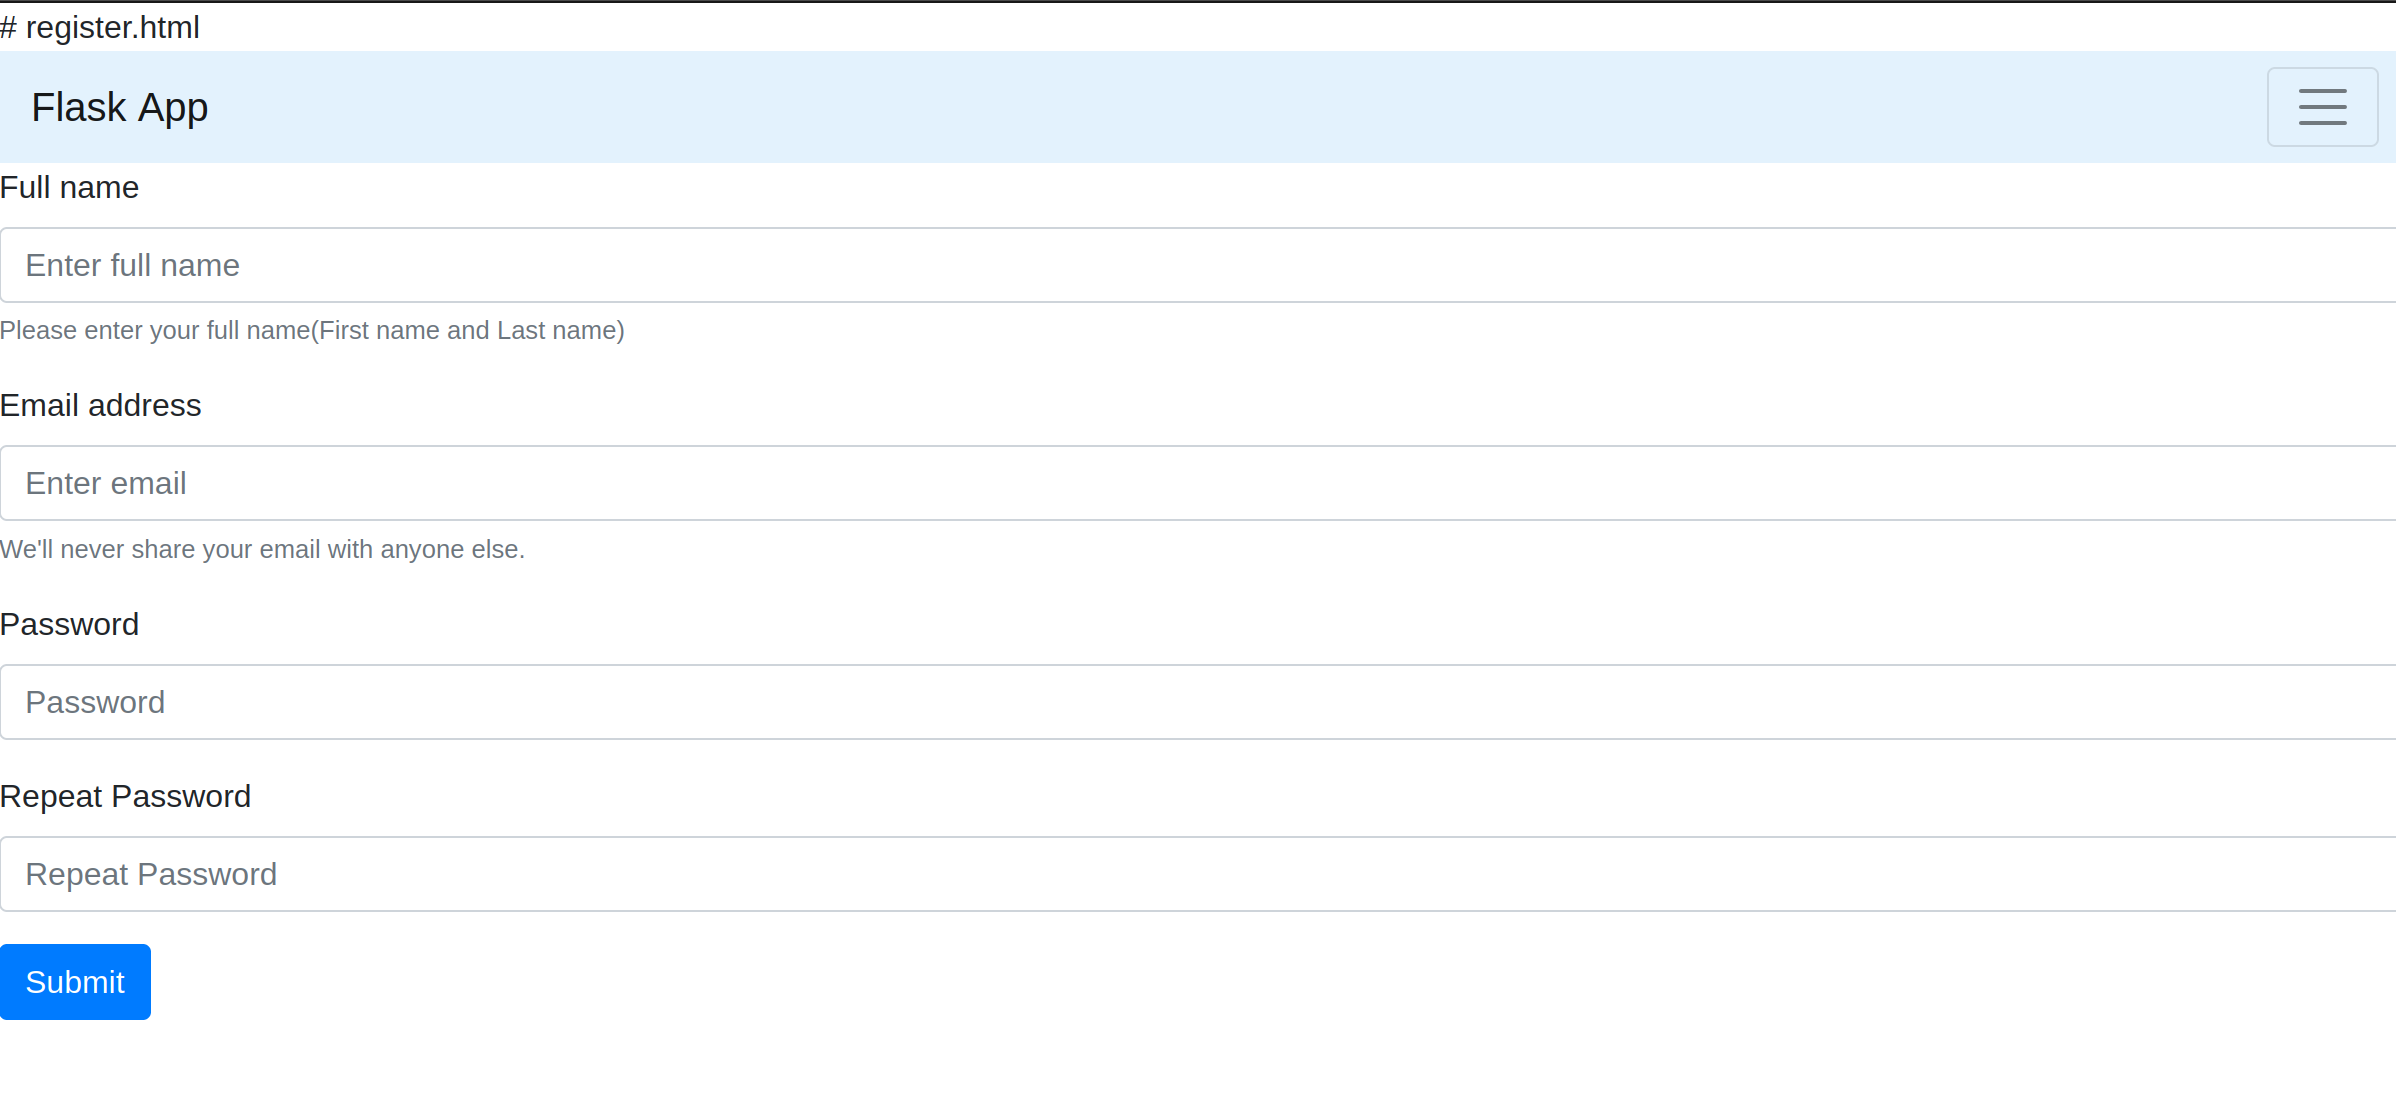 # register.html
Flask App
Full name
Enter full name
Please enter your full name(First name and Last name)
Email address
Enter email
We'll never share your email with anyone else.
Password
Password
Repeat Password
Repeat Password
Submit